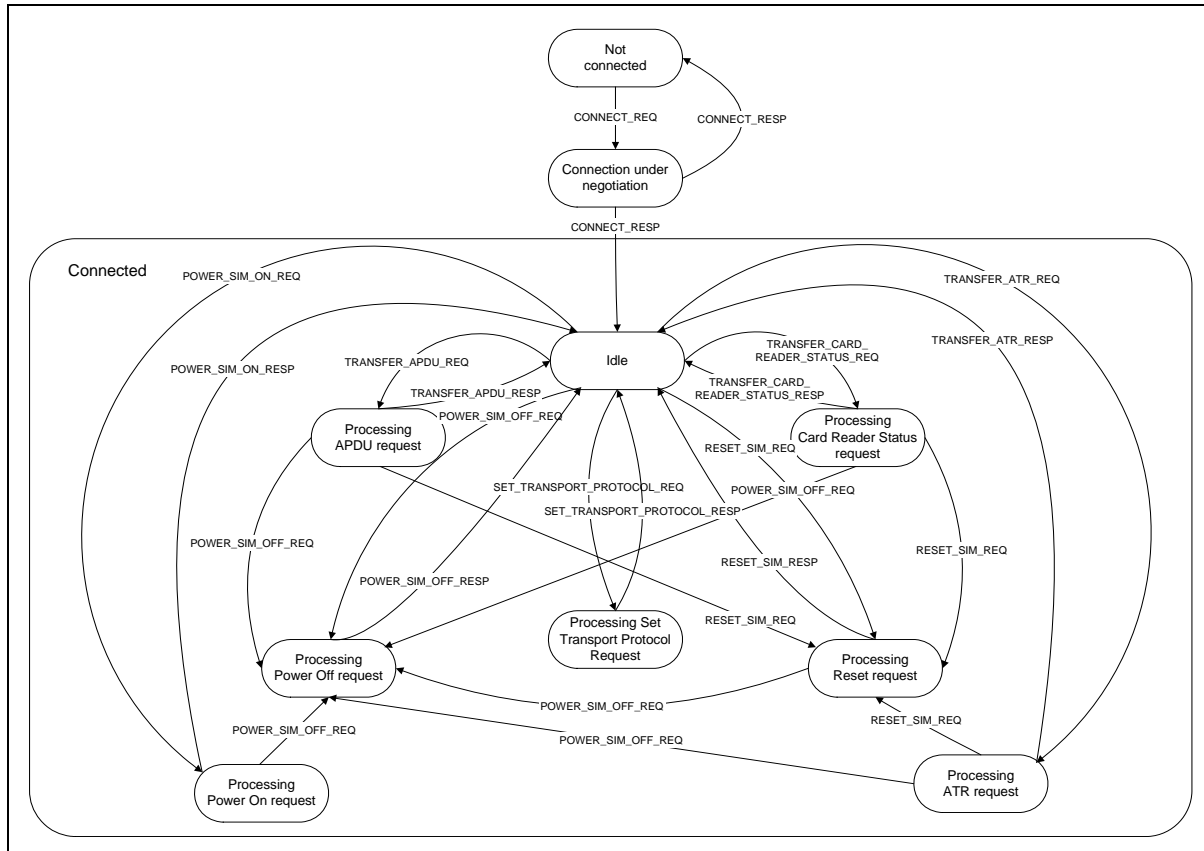 Not
connected
CONNECT_REQ
CONNECT_RESP
Connection under
negotiation
CONNECT_RESP
Connected
POWER_SIM_ON_REQ
TRANSFER_ATR_REQ
Idle
TRANSFER_CARD_
READER_STATUS_REQ
TRANSFER_ATR_RESP
TRANSFER_APDU_REQ
POWER_SIM_ON_RESP
TRANSFER_CARD_
READER_STATUS_RESP
TRANSFER_APDU_RESP
POWER_SIM_OFF_REQ
Processing
APDU request
Processing
Card Reader Status
request
RESET_SIM_REQ
SET_TRANSPORT_PROTOCOL_REQ
POWER_SIM_OFF_REQ
SET_TRANSPORT_PROTOCOL_RESP
POWER_SIM_OFF_REQ
RESET_SIM_REQ
POWER_SIM_OFF_RESP
RESET_SIM_RESP
Processing Set
Transport Protocol
Request
RESET_SIM_REQ
Processing
Power Off request
Processing
Reset request
POWER_SIM_OFF_REQ
RESET_SIM_REQ
POWER_SIM_OFF_REQ
POWER_SIM_OFF_REQ
Processing
Power On request
Processing
ATR request